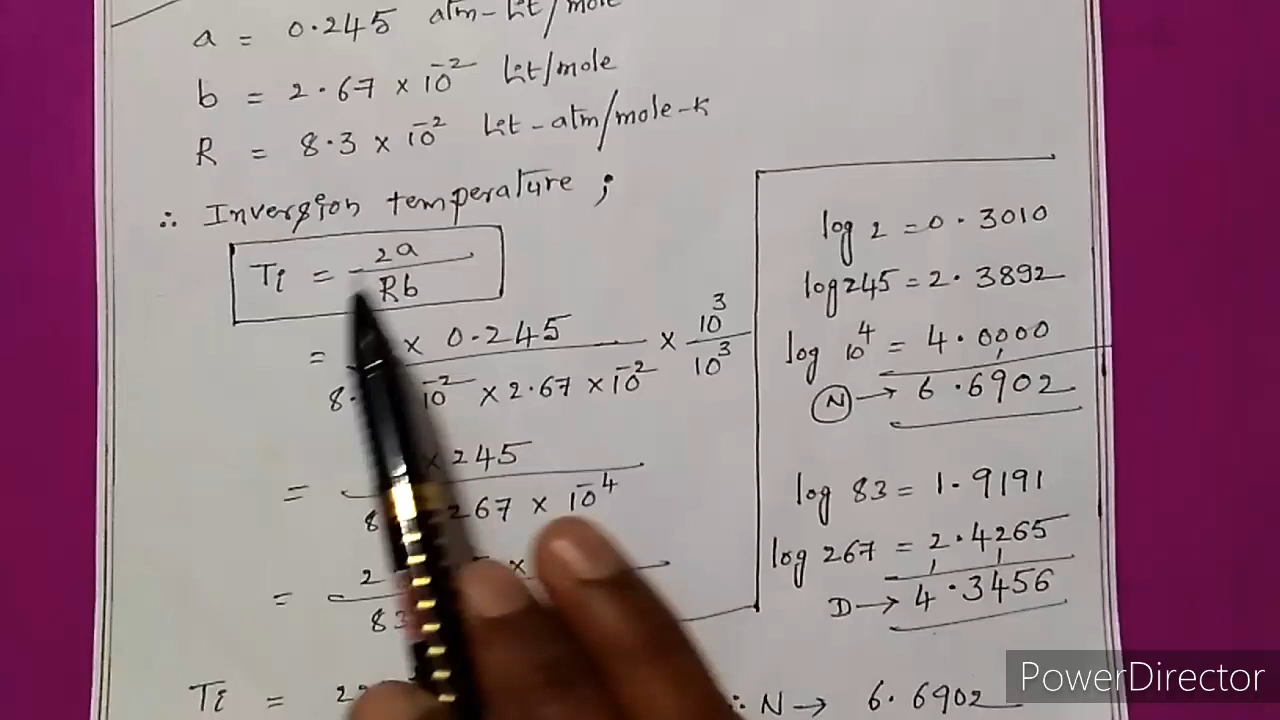 a = 0.245 atm-Lit/mole
b = 2.67 × 10⁻² Lit/mole
R = 8.3 × 10⁻² Lit-atm/mole-K
∴ Inversion temperature ;
Ti = 2a / Rb
= × 0.245 / 8. 10⁻² × 2.67 × 10⁻² × 10³ / 10³
= × 245 / 8 267 × 10⁻⁴
= 2 × / 83
Ti =
log 2 = 0.3010
log 245 = 2.3892
log 10⁴ = 4.0000
N → 6.6902
log 83 = 1.9191
log 267 = 2.4265
D → 4.3456
∴ N → 6.6902
PowerDirector